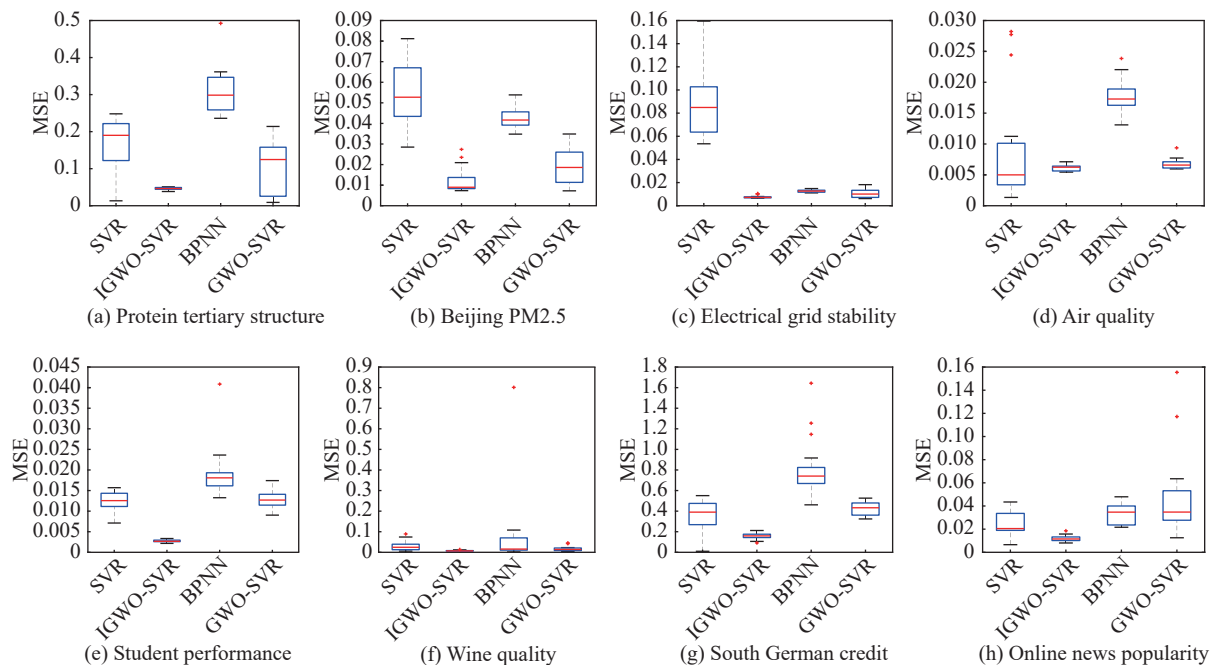 0.5
0.4
0.3
0.2
0.1
0
MSE
SVR
IGWO-SVR
BPNN
GWO-SVR
(a) Protein tertiary structure
0.09
0.08
0.07
0.06
0.05
0.04
0.03
0.02
0.01
0
MSE
SVR
IGWO-SVR
BPNN
GWO-SVR
(b) Beijing PM2.5
0.16
0.14
0.12
0.10
0.08
0.06
0.04
0.02
0
MSE
SVR
IGWO-SVR
BPNN
GWO-SVR
(c) Electrical grid stability
0.030
0.025
0.020
0.015
0.010
0.005
0
MSE
SVR
IGWO-SVR
BPNN
GWO-SVR
(d) Air quality
0.045
0.040
0.035
0.030
0.025
0.020
0.015
0.010
0.005
0
MSE
SVR
IGWO-SVR
BPNN
GWO-SVR
(e) Student performance
0.9
0.8
0.7
0.6
0.5
0.4
0.3
0.2
0.1
0
MSE
SVR
IGWO-SVR
BPNN
GWO-SVR
(f) Wine quality
1.8
1.6
1.4
1.2
1.0
0.8
0.6
0.4
0.2
0
MSE
SVR
IGWO-SVR
BPNN
GWO-SVR
(g) South German credit
0.16
0.14
0.12
0.10
0.08
0.06
0.04
0.02
0
MSE
SVR
IGWO-SVR
BPNN
GWO-SVR
(h) Online news popularity